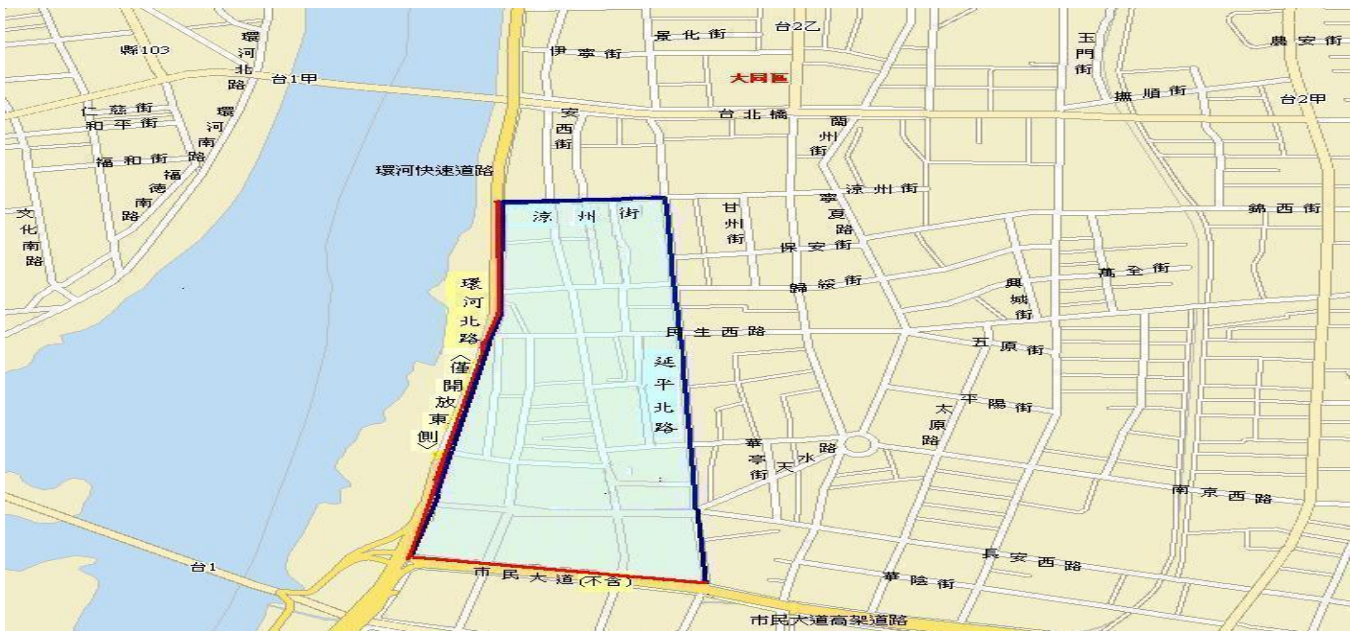 縣103
環河北路
台1甲
仁慈街
和平街
福和街
環河南路
福德南路
文化南路
伊寧街
景化街
台2乙
大同區
玉門街
農安街
撫順街
台2甲
安西街
台北橋
蘭州街
環河快速道路
涼州街
涼州街
甘州街
寧夏路
保安街
錦西街
歸綏街
興城街
萬全街
環河北路
〈僅開放東側〉
民生西路
五原街
延平北路
平陽街
太原路
華亭街
天水路
南京西路
長安西路
華陰街
台1
市民大道(不含)
市民大道高架道路